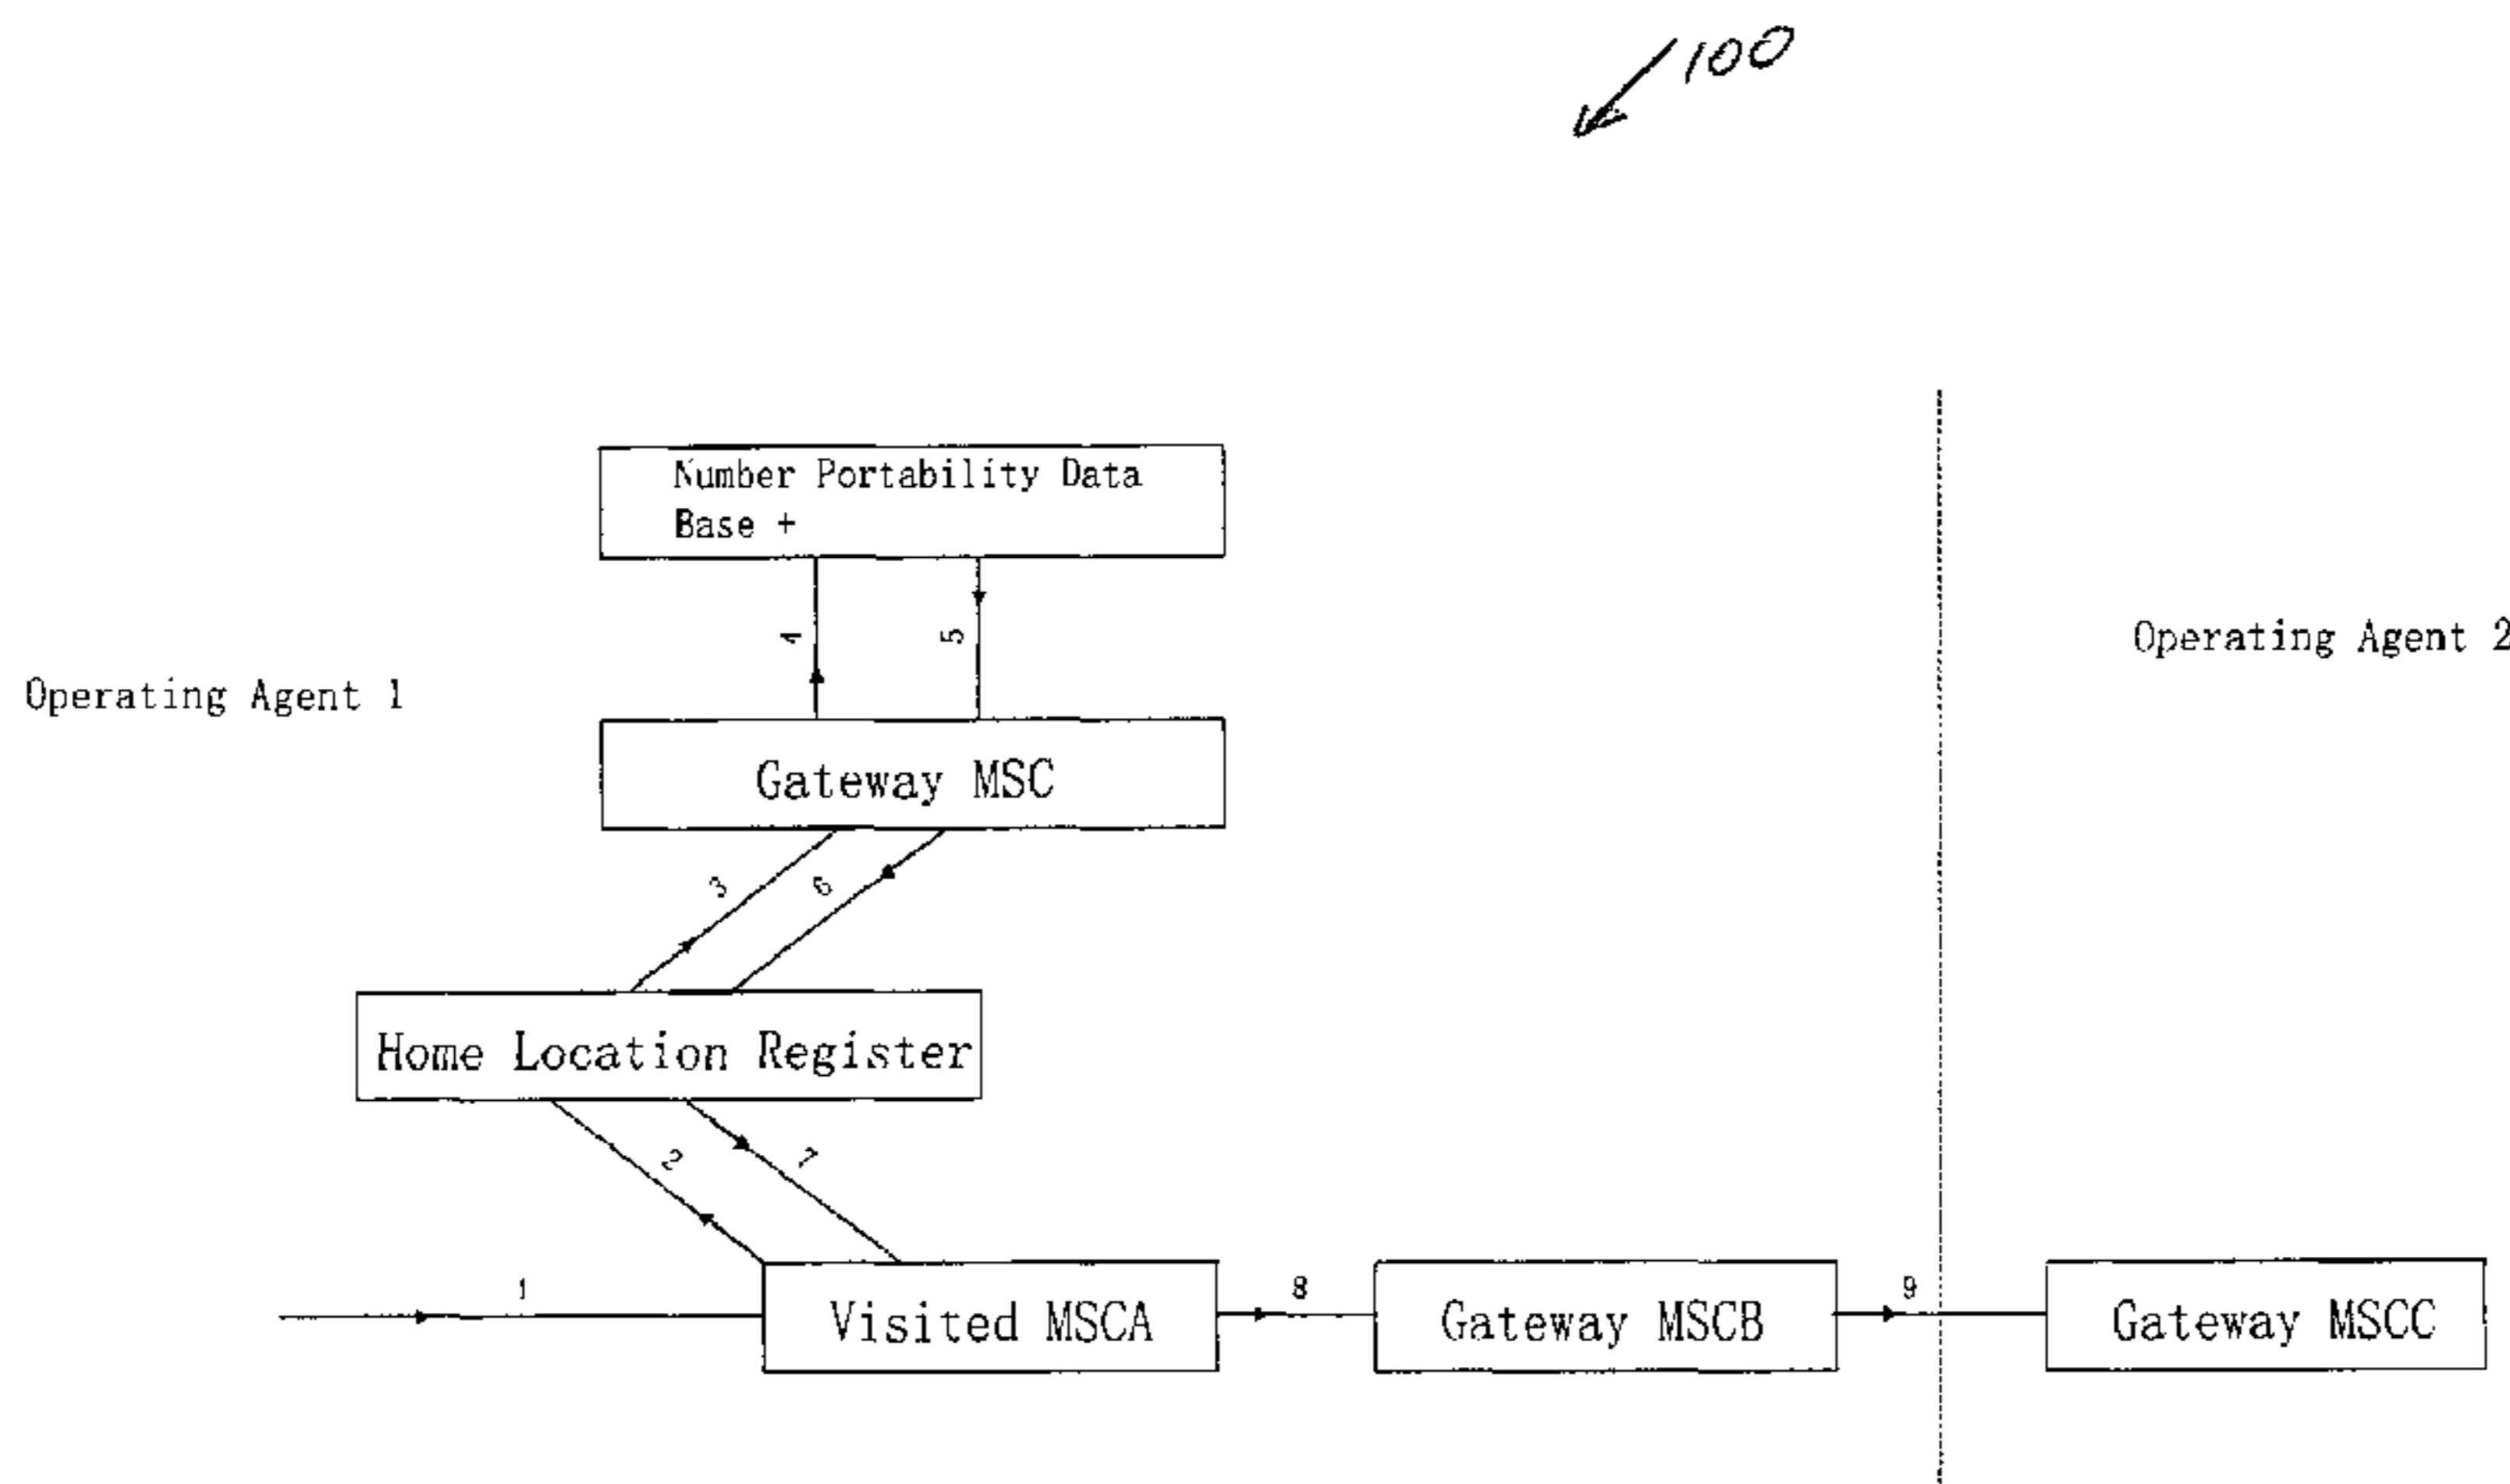 100
Number Portability Data
Base +
4
5
Operating Agent 2
Operating Agent 1
Gateway MSC
3
6
Home Location Register
2
7
1
8
9
Visited MSCA
Gateway MSCB
Gateway MSCC